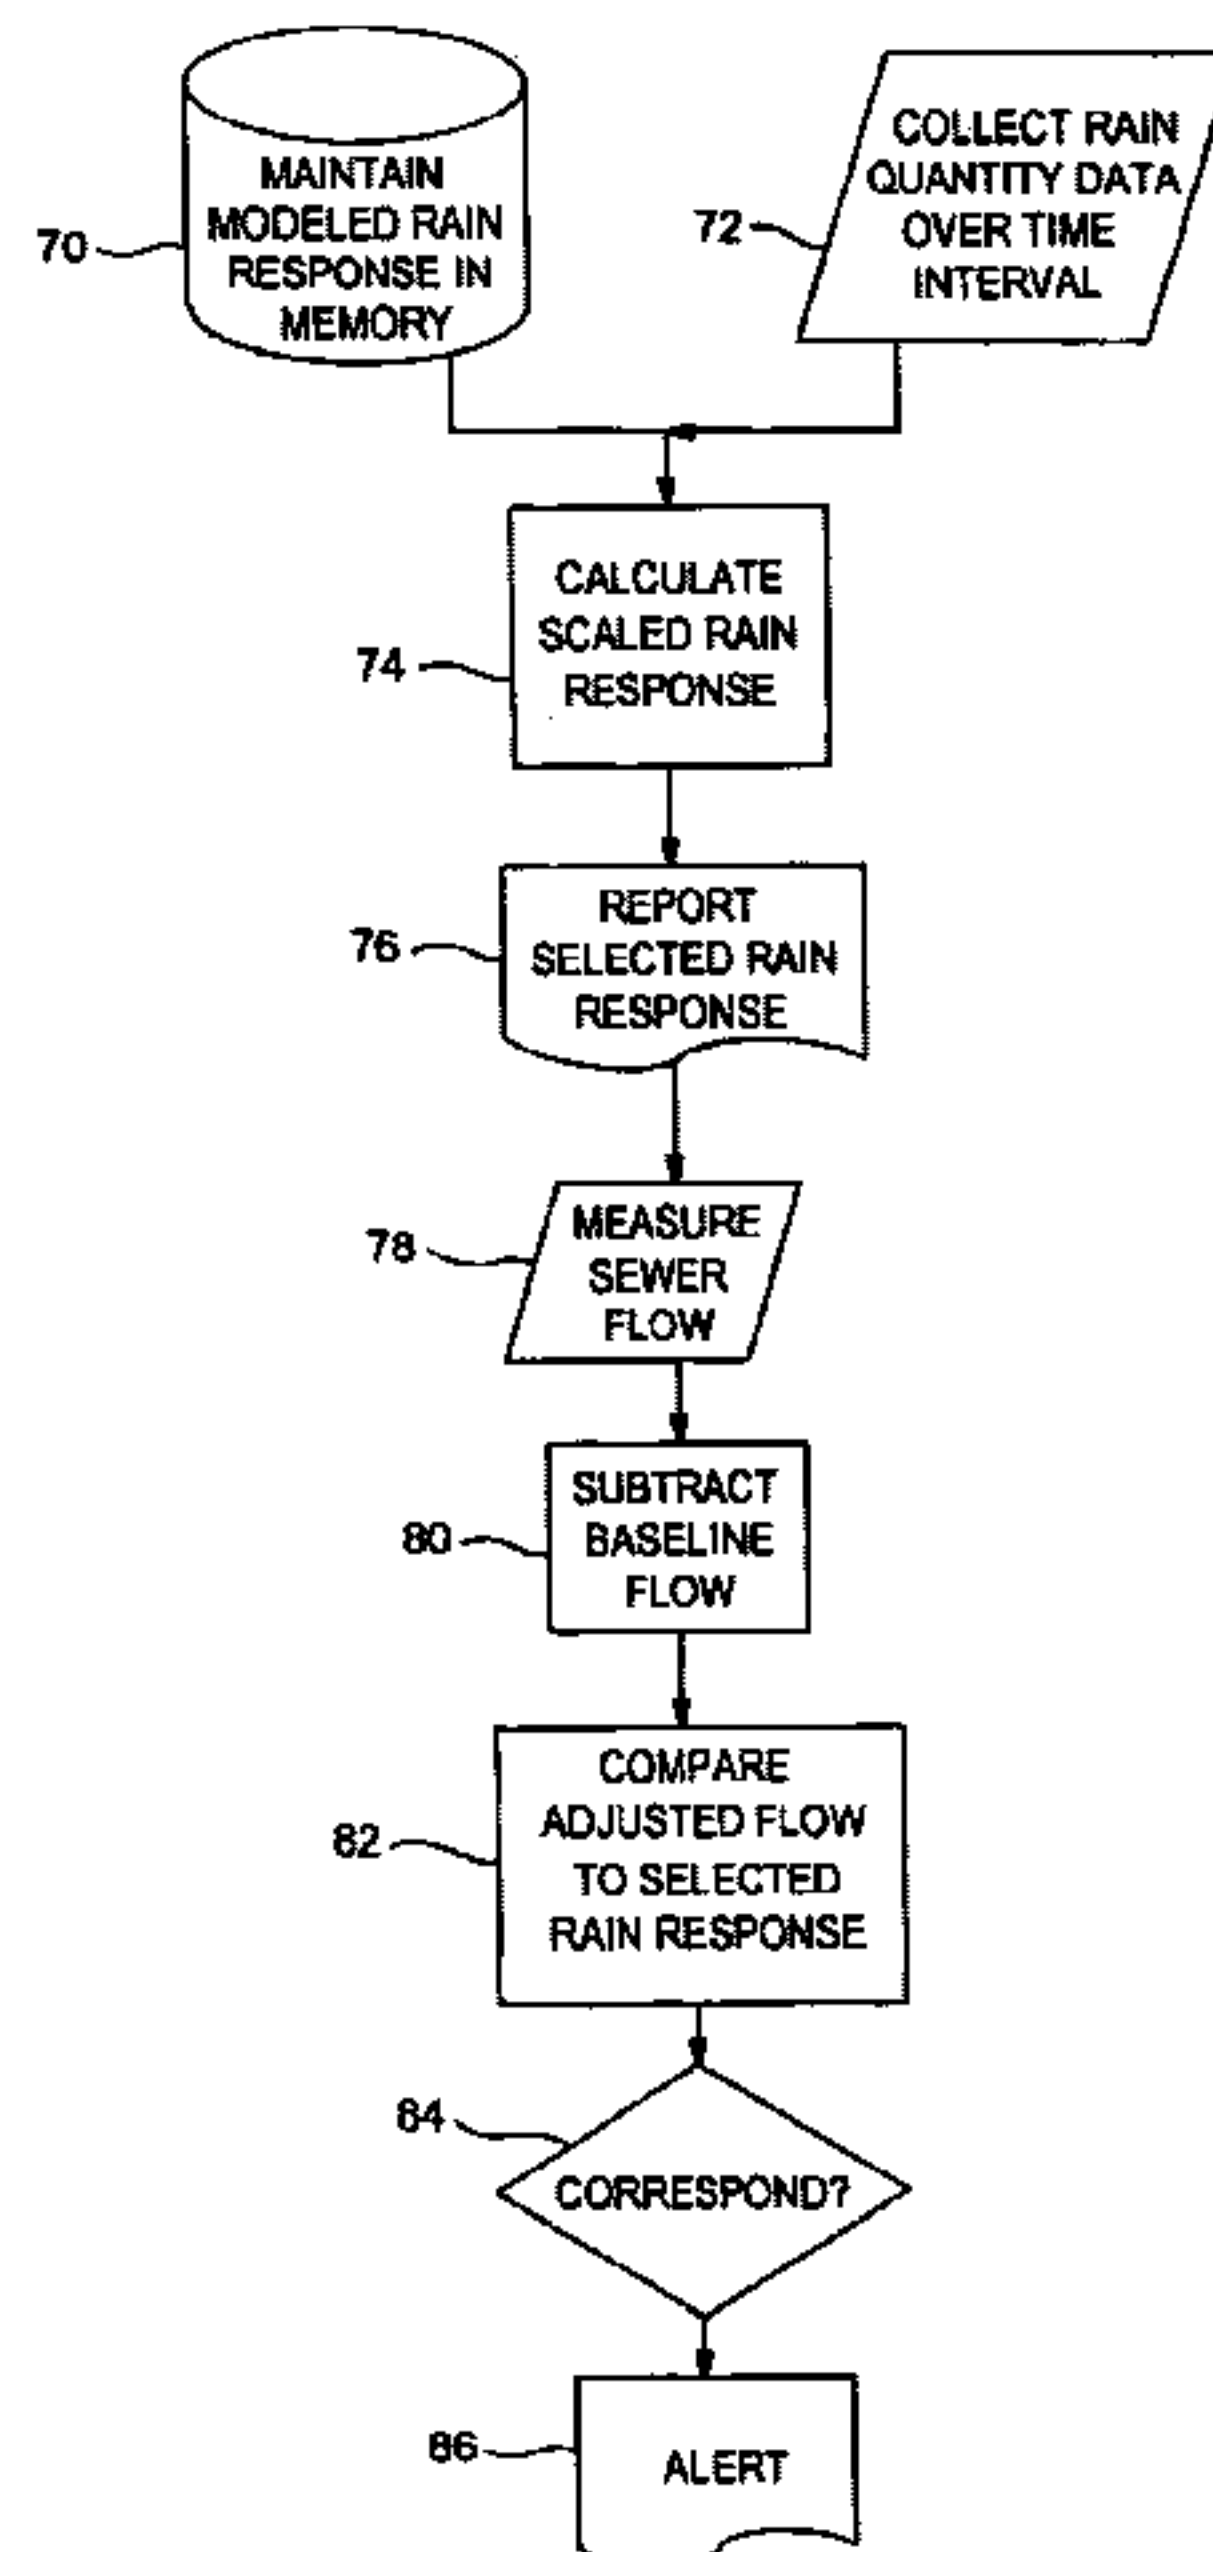 MAINTAIN
MODELED RAIN
RESPONSE IN
MEMORY
70
COLLECT RAIN
QUANTITY DATA
OVER TIME
INTERVAL
72
CALCULATE
SCALED RAIN
RESPONSE
74
REPORT
SELECTED RAIN
RESPONSE
76
MEASURE
SEWER
FLOW
78
SUBTRACT
BASELINE
FLOW
80
COMPARE
ADJUSTED FLOW
TO SELECTED
RAIN RESPONSE
82
84
CORRESPOND?
86
ALERT